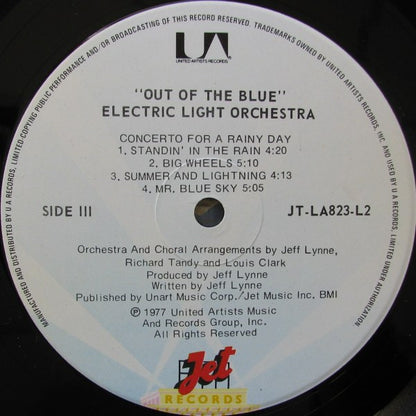 UA
UNITED ARTISTS RECORDS
"OUT OF THE BLUE"
ELECTRIC LIGHT ORCHESTRA
CONCERTO FOR A RAINY DAY
1. STANDIN' IN THE RAIN 4:20
2. BIG WHEELS 5:10
3. SUMMER AND LIGHTNING 4:13
4. MR. BLUE SKY 5:05
SIDE III
JT-LA823-L2
Orchestra And Choral Arrangements by Jeff Lynne,
Richard Tandy and Louis Clark
Produced by Jeff Lynne
Written by Jeff Lynne
Published by Unart Music Corp./Jet Music Inc. BMI
℗ 1977 United Artists Music
And Records Group, Inc.
All Rights Reserved
Jet
RECORDS
MANUFACTURED AND DISTRIBUTED BY U A RECORDS, LIMITED, COPYING PUBLIC PERFORMANCE AND/OR BROADCASTING OF THIS RECORD RESERVED. TRADEMARKS OWNED BY UNITED ARTISTS CORP. AND USED BY U A RECORDS, LIMITED UNDER AUTHORIZATION